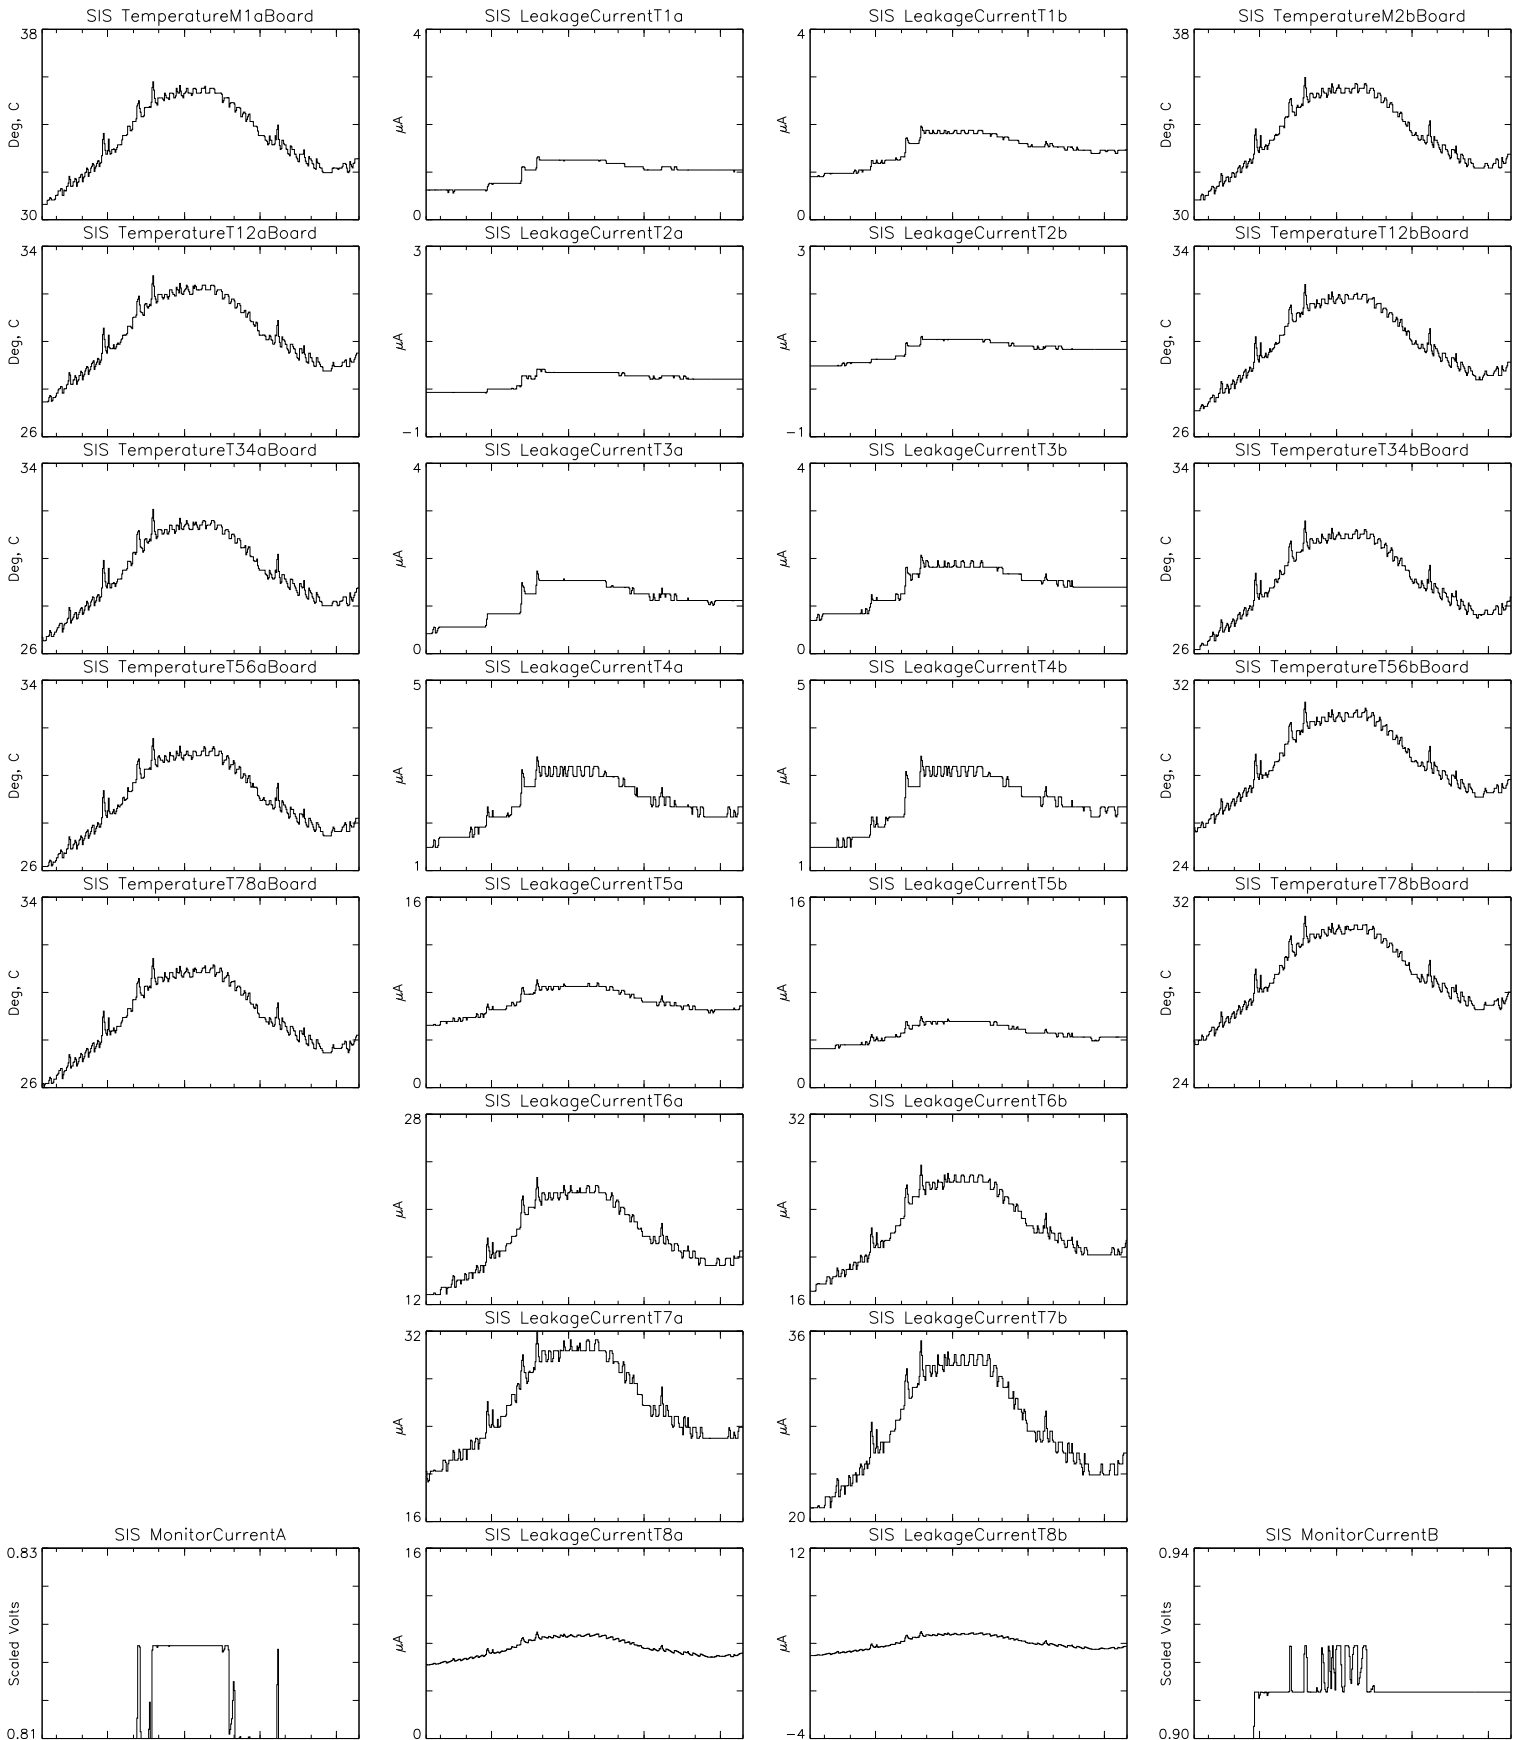 SIS TemperatureM1aBoard
38
Deg, C
30
SIS LeakageCurrentT1a
4
μA
0
SIS LeakageCurrentT1b
4
μA
0
SIS TemperatureM2bBoard
38
Deg, C
30
SIS TemperatureT12aBoard
34
Deg, C
26
SIS LeakageCurrentT2a
3
μA
−1
SIS LeakageCurrentT2b
3
μA
−1
SIS TemperatureT12bBoard
34
Deg, C
26
SIS TemperatureT34aBoard
34
Deg, C
26
SIS LeakageCurrentT3a
4
μA
0
SIS LeakageCurrentT3b
4
μA
0
SIS TemperatureT34bBoard
34
Deg, C
26
SIS TemperatureT56aBoard
34
Deg, C
26
SIS LeakageCurrentT4a
5
μA
1
SIS LeakageCurrentT4b
5
μA
1
SIS TemperatureT56bBoard
32
Deg, C
24
SIS TemperatureT78aBoard
34
Deg, C
26
SIS LeakageCurrentT5a
16
μA
0
SIS LeakageCurrentT5b
16
μA
0
SIS TemperatureT78bBoard
32
Deg, C
24
SIS LeakageCurrentT6a
28
μA
12
SIS LeakageCurrentT6b
32
μA
16
SIS LeakageCurrentT7a
32
μA
16
SIS LeakageCurrentT7b
36
μA
20
SIS MonitorCurrentA
0.83
Scaled Volts
0.81
SIS LeakageCurrentT8a
16
μA
0
SIS LeakageCurrentT8b
12
μA
−4
SIS MonitorCurrentB
0.94
Scaled Volts
0.90